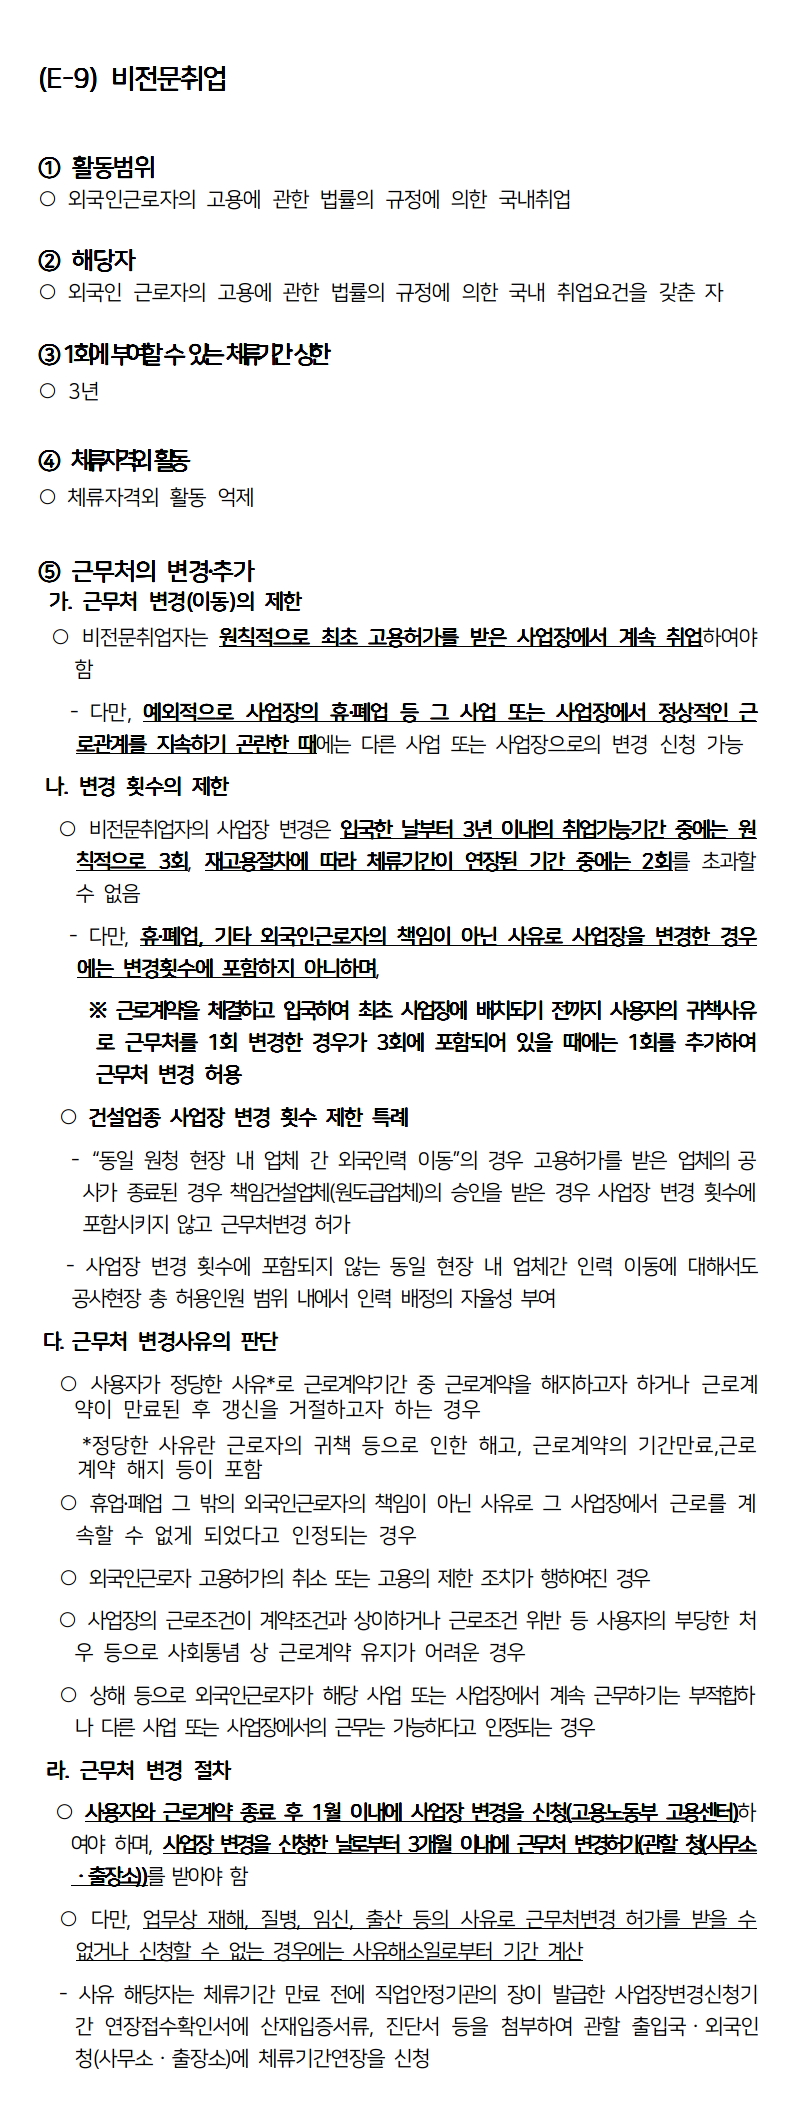 (E-9) 비전문취업
① 활동범위
○ 외국인근로자의 고용에 관한 법률의 규정에 의한 국내취업
② 해당자
○ 외국인 근로자의 고용에 관한 법률의 규정에 의한 국내 취업요건을 갖춘 자
③ 1회에 부여할 수 있는 체류기간 상한
○ 3년
④ 체류자격외 활동
○ 체류자격외 활동 억제
⑤ 근무처의 변경·추가
가. 근무처 변경(이동)의 제한
○ 비전문취업자는 원칙적으로 최초 고용허가를 받은 사업장에서 계속 취업하여야
함
- 다만, 예외적으로 사업장의 휴·폐업 등 그 사업 또는 사업장에서 정상적인 근
로관계를 지속하기 곤란한 때에는 다른 사업 또는 사업장으로의 변경 신청 가능
나. 변경 횟수의 제한
○ 비전문취업자의 사업장 변경은 입국한 날부터 3년 이내의 취업가능기간 중에는 원
칙적으로 3회, 재고용절차에 따라 체류기간이 연장된 기간 중에는 2회를 초과할
수 없음
- 다만, 휴·폐업, 기타 외국인근로자의 책임이 아닌 사유로 사업장을 변경한 경우
에는 변경횟수에 포함하지 아니하며,
※ 근로계약을 체결하고 입국하여 최초 사업장에 배치되기 전까지 사용자의 귀책사유
로 근무처를 1회 변경한 경우가 3회에 포함되어 있을 때에는 1회를 추가하여
근무처 변경 허용
○ 건설업종 사업장 변경 횟수 제한 특례
- “동일 원청 현장 내 업체 간 외국인력 이동”의 경우 고용허가를 받은 업체의 공
사가 종료된 경우 책임건설업체(원도급업체)의 승인을 받은 경우 사업장 변경 횟수에
포함시키지 않고 근무처변경 허가
- 사업장 변경 횟수에 포함되지 않는 동일 현장 내 업체간 인력 이동에 대해서도
공사현장 총 허용인원 범위 내에서 인력 배정의 자율성 부여
다. 근무처 변경사유의 판단
○ 사용자가 정당한 사유*로 근로계약기간 중 근로계약을 해지하고자 하거나 근로계
약이 만료된 후 갱신을 거절하고자 하는 경우
*정당한 사유란 근로자의 귀책 등으로 인한 해고, 근로계약의 기간만료,근로
계약 해지 등이 포함
○ 휴업·폐업 그 밖의 외국인근로자의 책임이 아닌 사유로 그 사업장에서 근로를 계
속할 수 없게 되었다고 인정되는 경우
○ 외국인근로자 고용허가의 취소 또는 고용의 제한 조치가 행하여진 경우
○ 사업장의 근로조건이 계약조건과 상이하거나 근로조건 위반 등 사용자의 부당한 처
우 등으로 사회통념 상 근로계약 유지가 어려운 경우
○ 상해 등으로 외국인근로자가 해당 사업 또는 사업장에서 계속 근무하기는 부적합하
나 다른 사업 또는 사업장에서의 근무는 가능하다고 인정되는 경우
라. 근무처 변경 절차
○ 사용자와 근로계약 종료 후 1월 이내에 사업장 변경을 신청(고용노동부 고용센터)하
여야 하며, 사업장 변경을 신청한 날로부터 3개월 이내에 근무처 변경허가(관할 청(사무소
·출장소))를 받아야 함
○ 다만, 업무상 재해, 질병, 임신, 출산 등의 사유로 근무처변경 허가를 받을 수
없거나 신청할 수 없는 경우에는 사유해소일로부터 기간 계산
- 사유 해당자는 체류기간 만료 전에 직업안정기관의 장이 발급한 사업장변경신청기
간 연장접수확인서에 산재입증서류, 진단서 등을 첨부하여 관할 출입국·외국인
청(사무소·출장소)에 체류기간연장을 신청